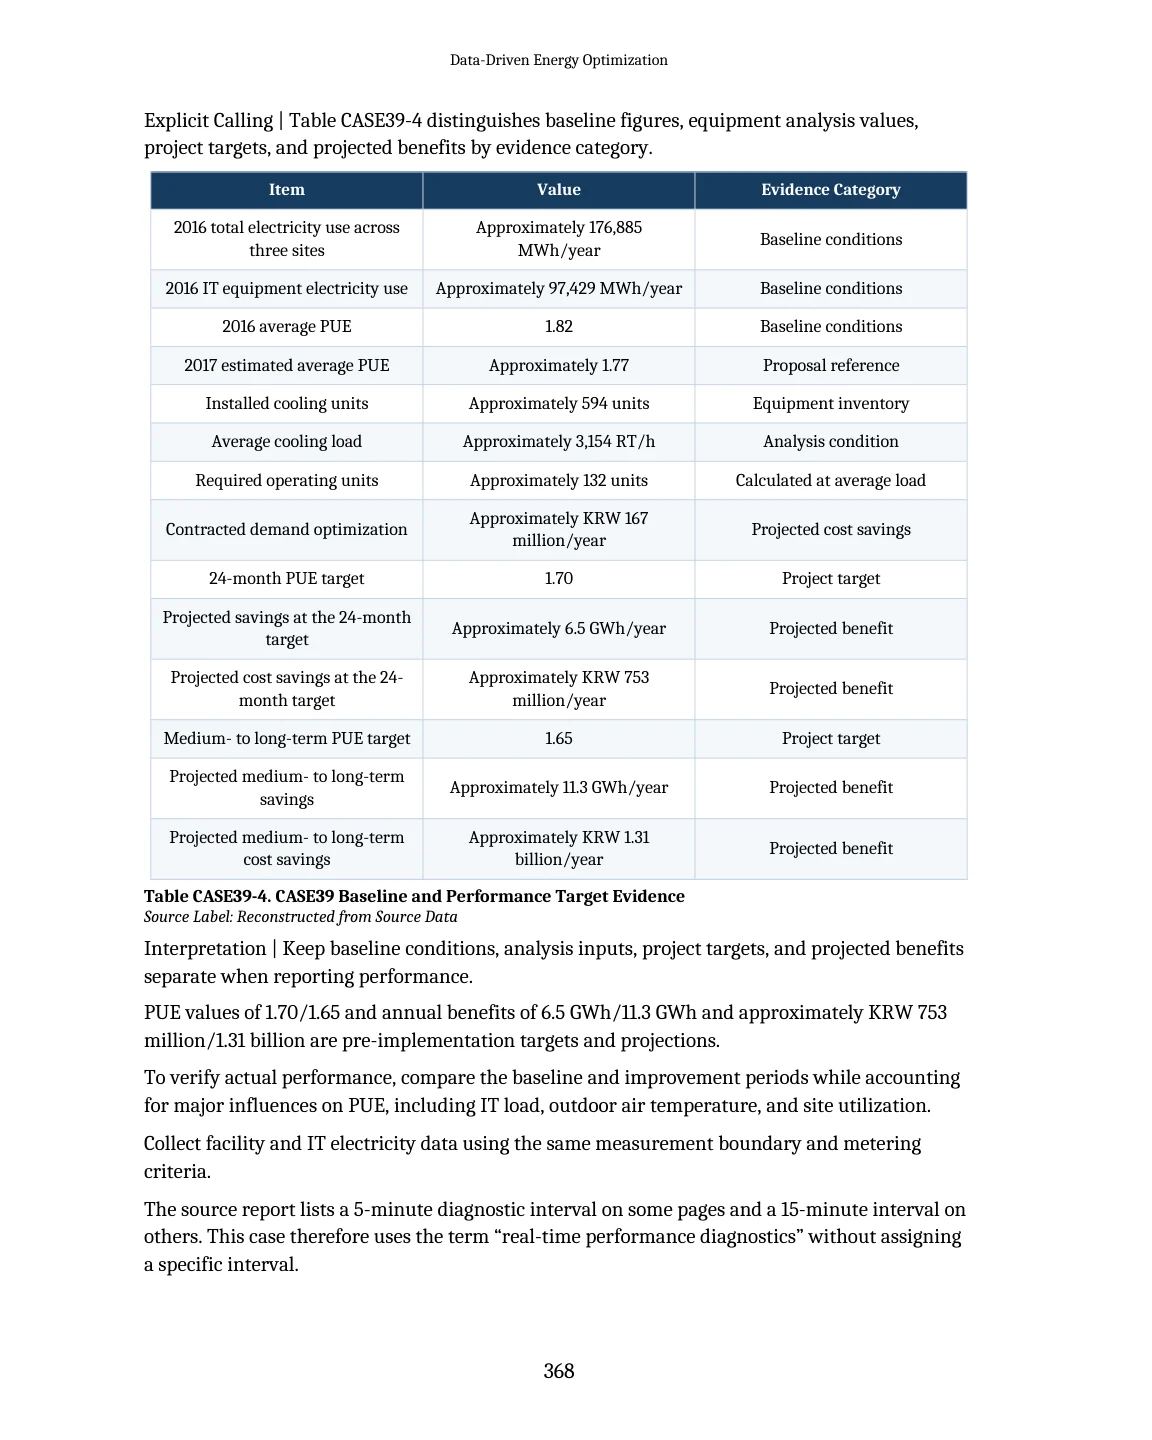 Data-Driven Energy Optimization
Explicit Calling | Table CASE39-4 distinguishes baseline figures, equipment analysis values,
project targets, and projected benefits by evidence category.
Item Value Evidence Category
2016 total electricity use across three sites Approximately 176,885 MWh/year Baseline conditions
2016 IT equipment electricity use Approximately 97,429 MWh/year Baseline conditions
2016 average PUE 1.82 Baseline conditions
2017 estimated average PUE Approximately 1.77 Proposal reference
Installed cooling units Approximately 594 units Equipment inventory
Average cooling load Approximately 3,154 RT/h Analysis condition
Required operating units Approximately 132 units Calculated at average load
Contracted demand optimization Approximately KRW 167 million/year Projected cost savings
24-month PUE target 1.70 Project target
Projected savings at the 24-month target Approximately 6.5 GWh/year Projected benefit
Projected cost savings at the 24-month target Approximately KRW 753 million/year Projected benefit
Medium- to long-term PUE target 1.65 Project target
Projected medium- to long-term savings Approximately 11.3 GWh/year Projected benefit
Projected medium- to long-term cost savings Approximately KRW 1.31 billion/year Projected benefit
Table CASE39-4. CASE39 Baseline and Performance Target Evidence
Source Label: Reconstructed from Source Data
Interpretation | Keep baseline conditions, analysis inputs, project targets, and projected benefits
separate when reporting performance.
PUE values of 1.70/1.65 and annual benefits of 6.5 GWh/11.3 GWh and approximately KRW 753
million/1.31 billion are pre-implementation targets and projections.
To verify actual performance, compare the baseline and improvement periods while accounting
for major influences on PUE, including IT load, outdoor air temperature, and site utilization.
Collect facility and IT electricity data using the same measurement boundary and metering
criteria.
The source report lists a 5-minute diagnostic interval on some pages and a 15-minute interval on
others. This case therefore uses the term “real-time performance diagnostics” without assigning
a specific interval.
368